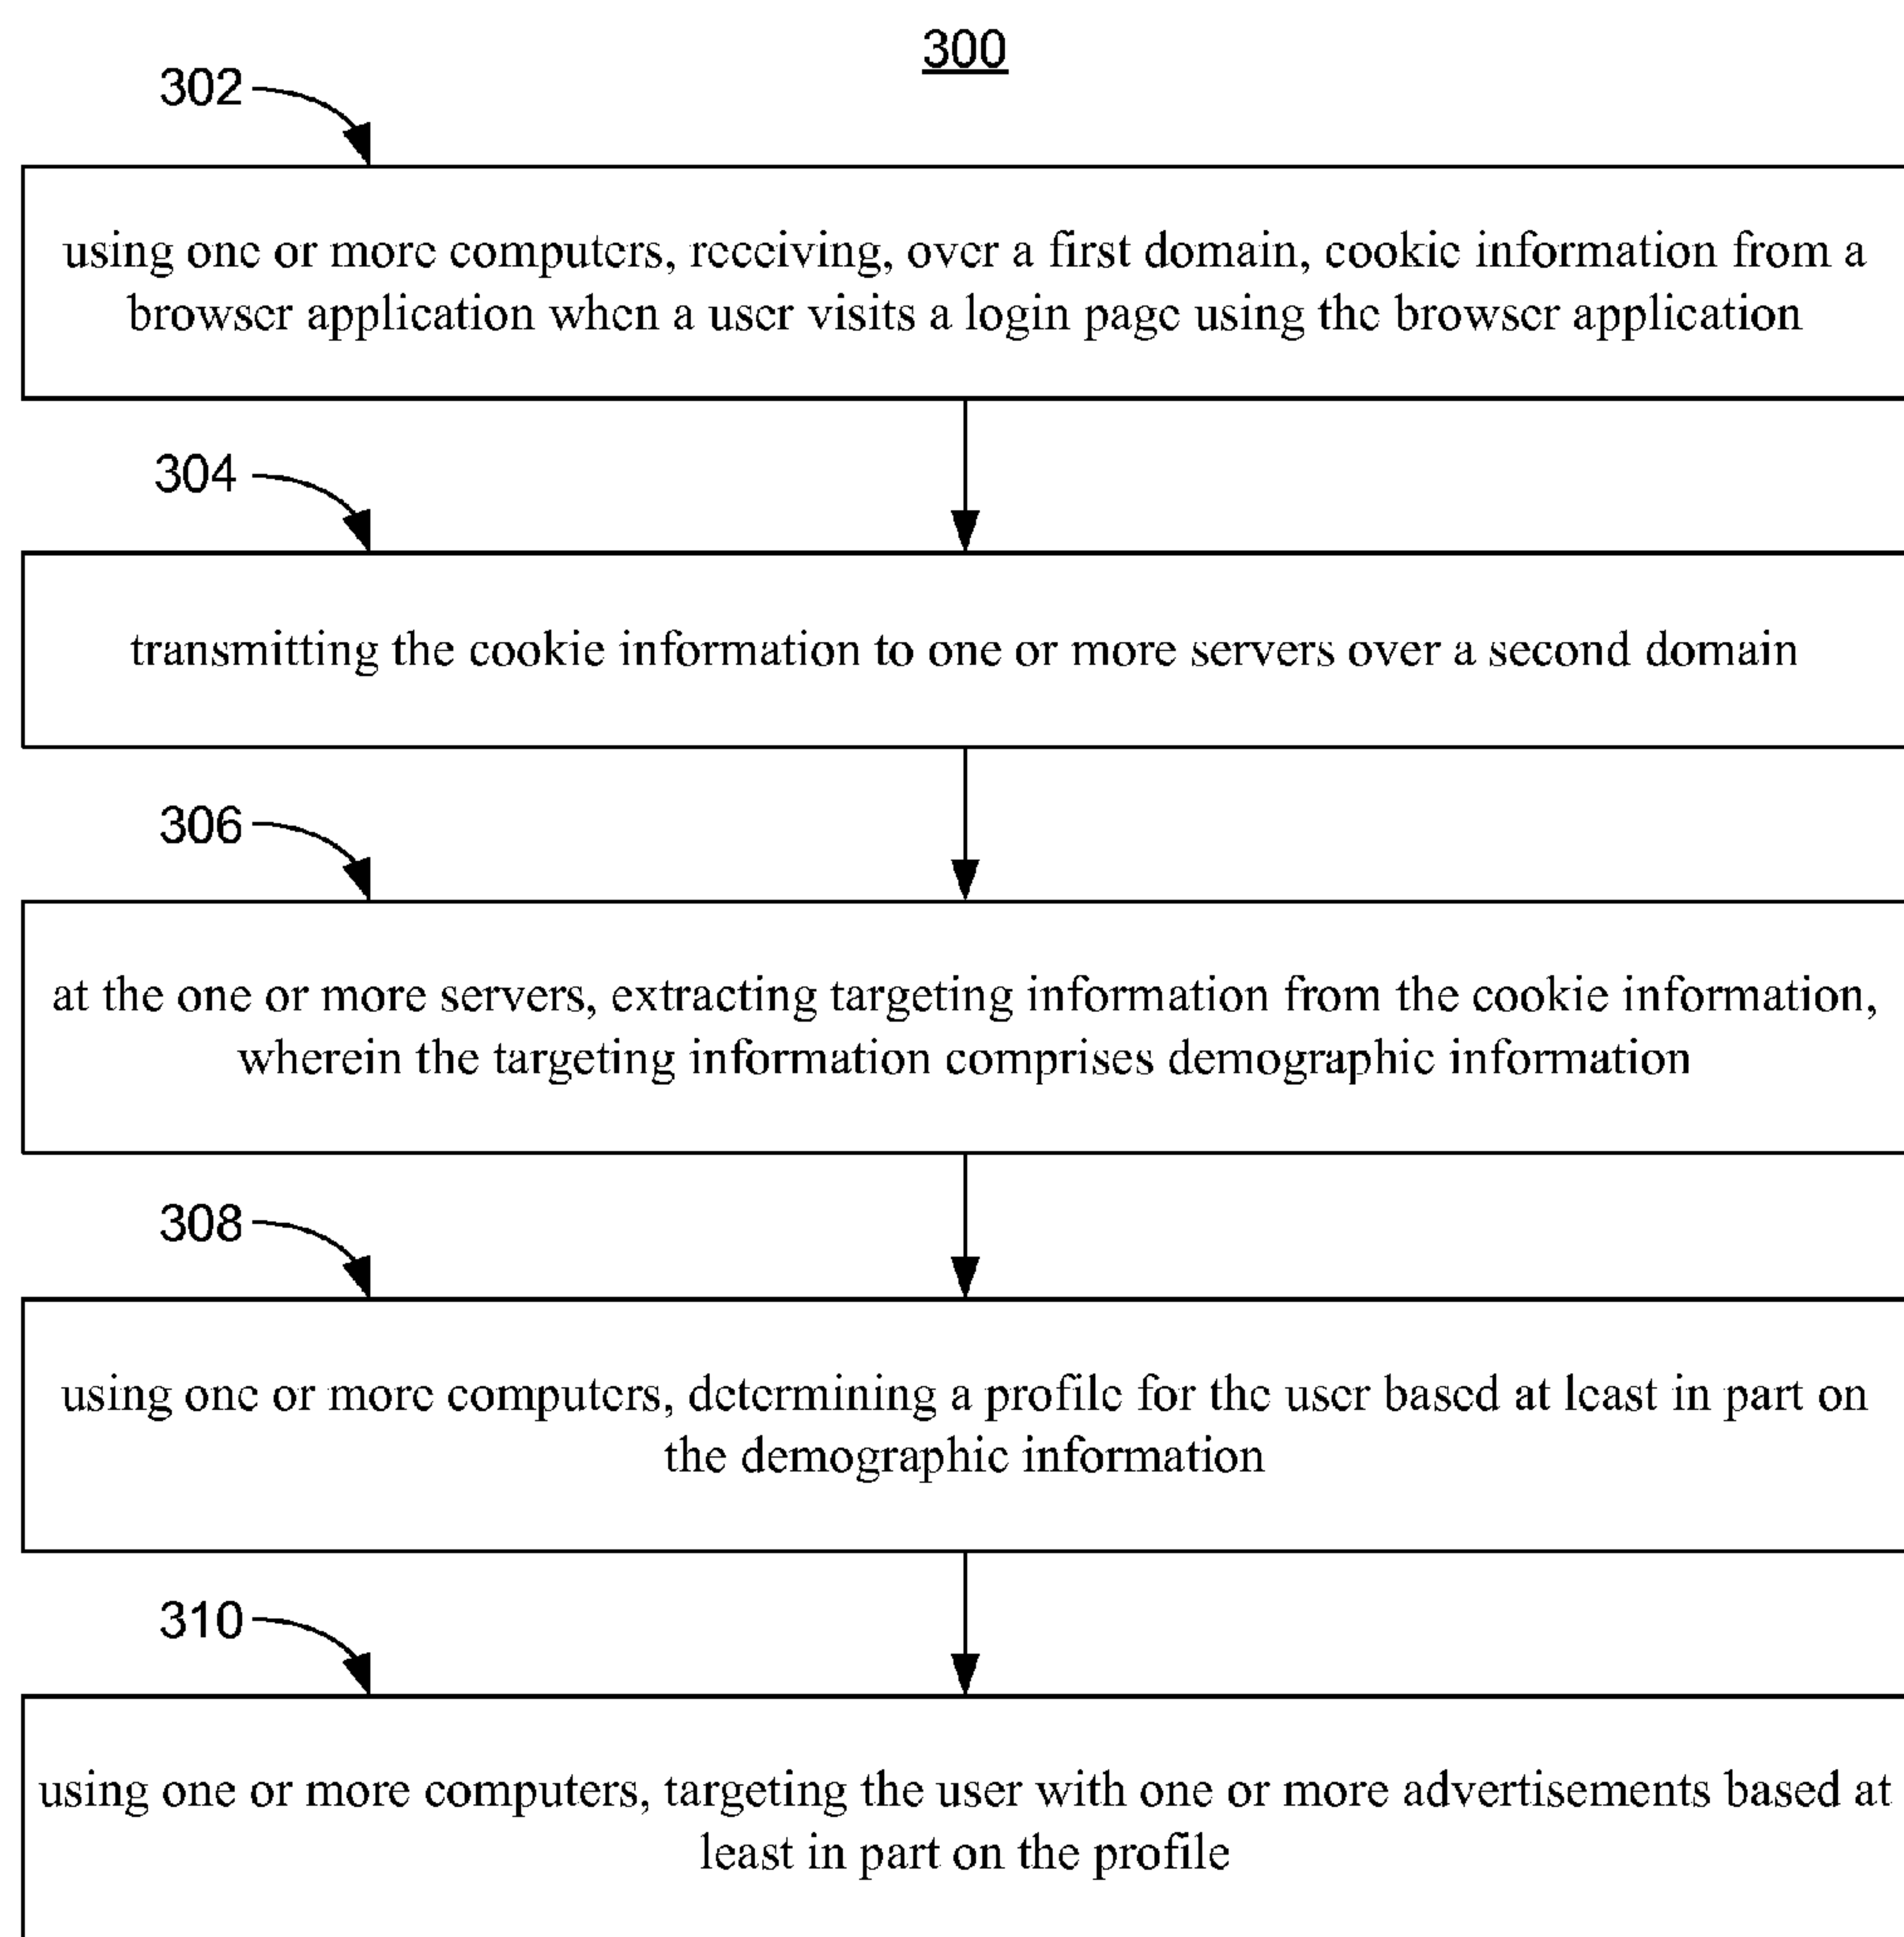 300
302
using one or more computers, receiving, over a first domain, cookie information from a
browser application when a user visits a login page using the browser application
304
transmitting the cookie information to one or more servers over a second domain
306
at the one or more servers, extracting targeting information from the cookie information,
wherein the targeting information comprises demographic information
308
using one or more computers, determining a profile for the user based at least in part on
the demographic information
310
using one or more computers, targeting the user with one or more advertisements based at
least in part on the profile